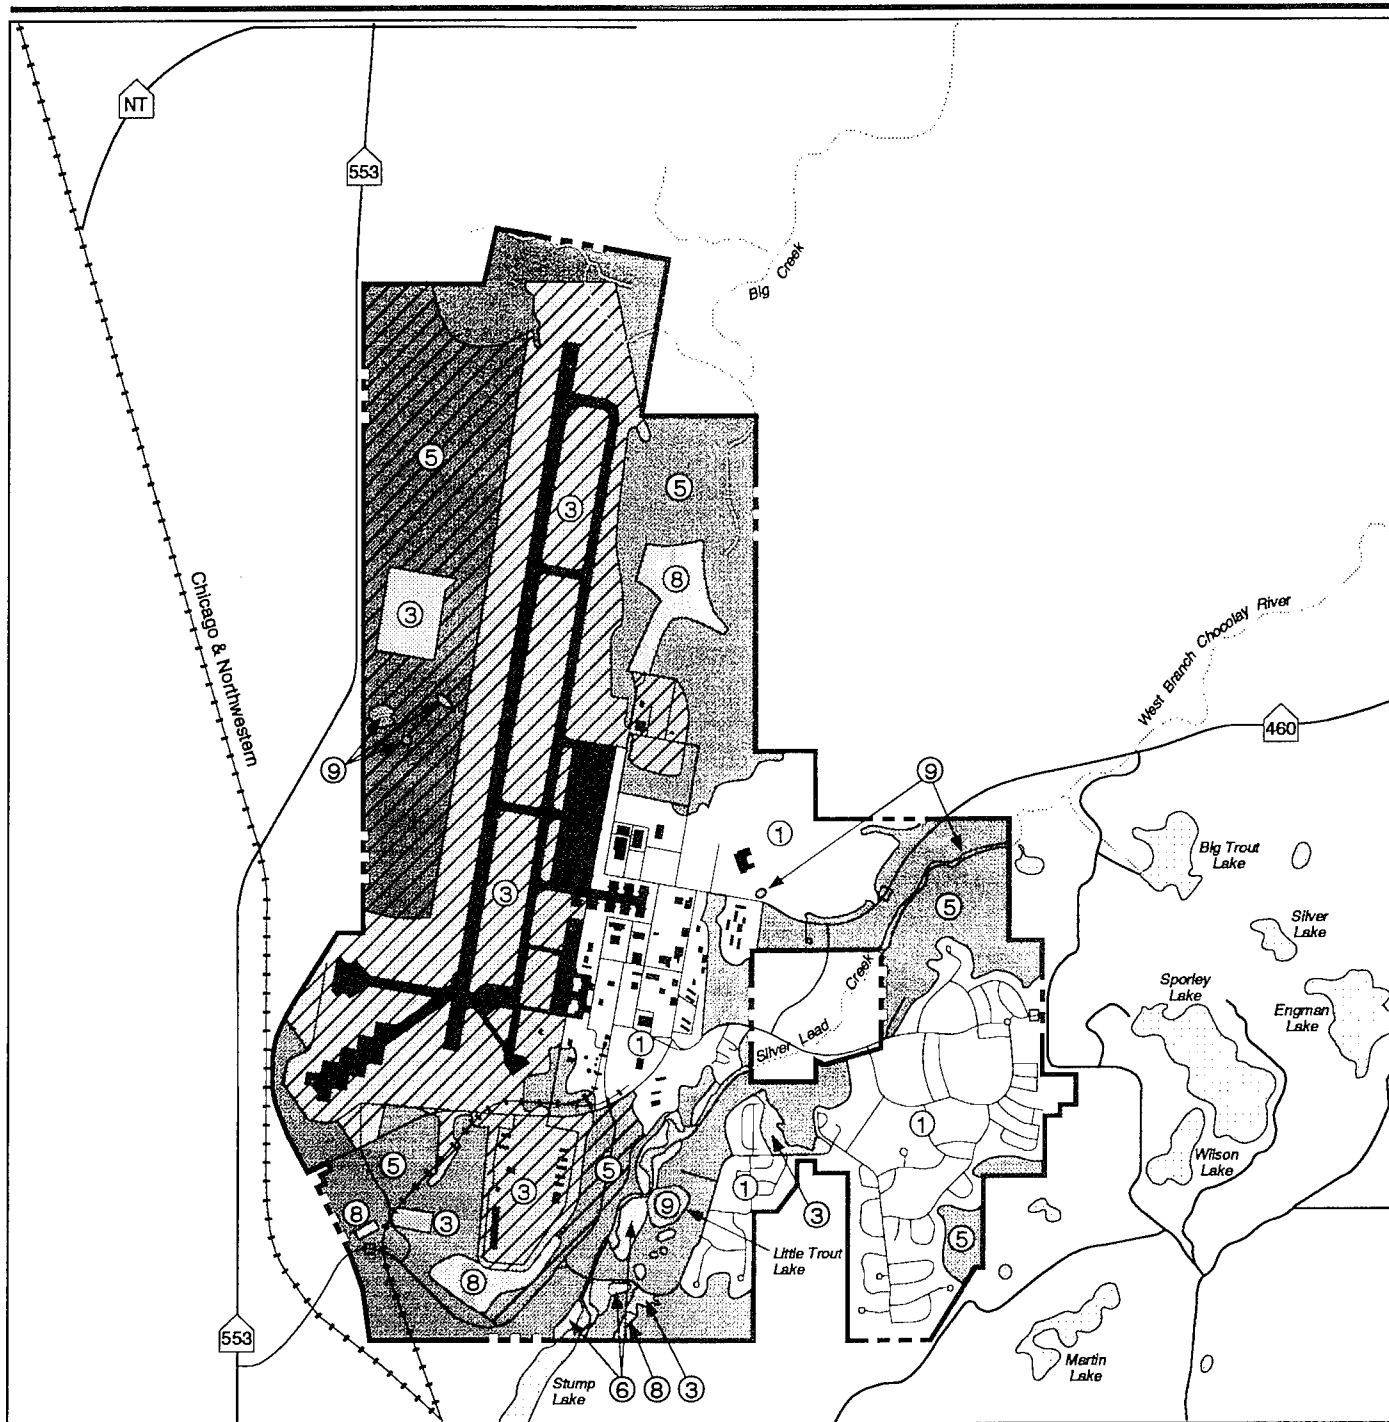 NT
553
Big Creek
5
5
3
8
3
Chicago & Northwestern
West Branch Chocolay River
460
9
9
1
Big Trout
Lake
3
5
Silver
Lake
Sporley
Lake
Engman
Lake
Silver Lead Creek
1
1
Wilson
Lake
5
5
3
1
9
3
8
3
5
Little Trout
Lake
8
553
Martin
Lake
Stump
Lake
6
8
3